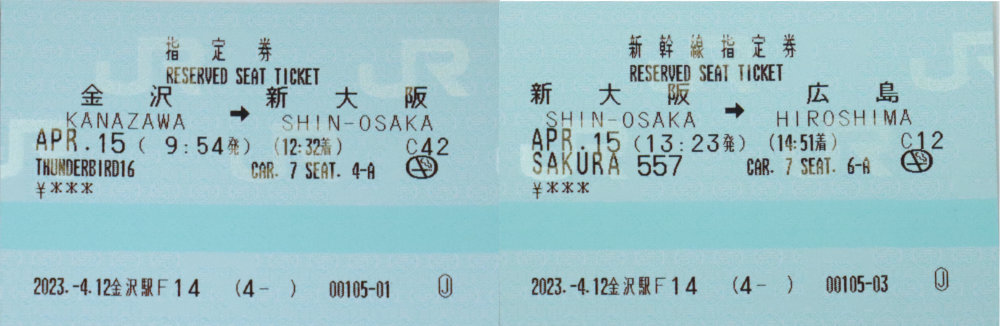 指定券
RESERVED SEAT TICKET
金沢 → 新大阪
KANAZAWA SHIN-OSAKA
APR.15 ( 9:54発) (12:32着) C42
THUNDERBIRD16 CAR. 7 SEAT. 4-A
¥***
2023.-4.12金沢駅F14 (4- ) 00105-01 J
新幹線指定券
RESERVED SEAT TICKET
新大阪 → 広島
SHIN-OSAKA HIROSHIMA
APR.15 (13:23発) (14:51着) C12
SAKURA 557 CAR. 7 SEAT. 6-A
¥***
2023.-4.12金沢駅F14 (4- ) 00105-03 J